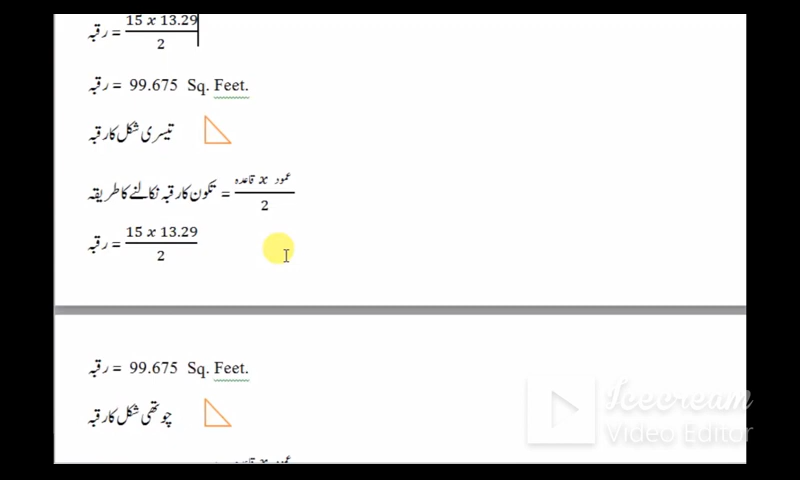 رقبہ = 15 x 13.29 / 2
رقبہ = 99.675 Sq. Feet.
تیسری شکل کا رقبہ
تکون کا رقبہ نکالنے کا طریقہ = عمود x قاعدہ / 2
رقبہ = 15 x 13.29 / 2
رقبہ = 99.675 Sq. Feet.
چوتھی شکل کا رقبہ
Icecream
Video Editor